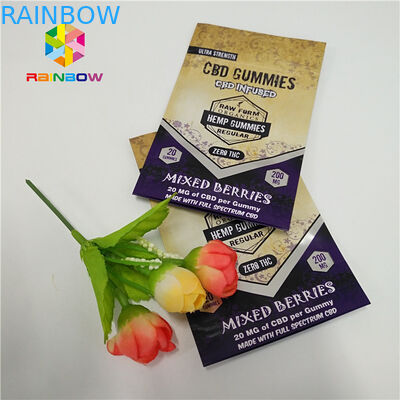 RAINBOW
RAINBOW
ULTRA STRENGTH
CBD GUMMIES
CBD INFUSED
RAW FORM
ORGANICS
HEMP GUMMIES
REGULAR
ZERO THC
20
GUMMIES
200
MG
MIXED BERRIES
20 MG OF CBD per Gummy
MADE WITH FULL SPECTRUM CBD
HEMP GUMMIES
REGULAR
ZERO THC
200
MG
MIXED BERRIES
20 MG OF CBD per Gummy
MADE WITH FULL SPECTRUM CBD